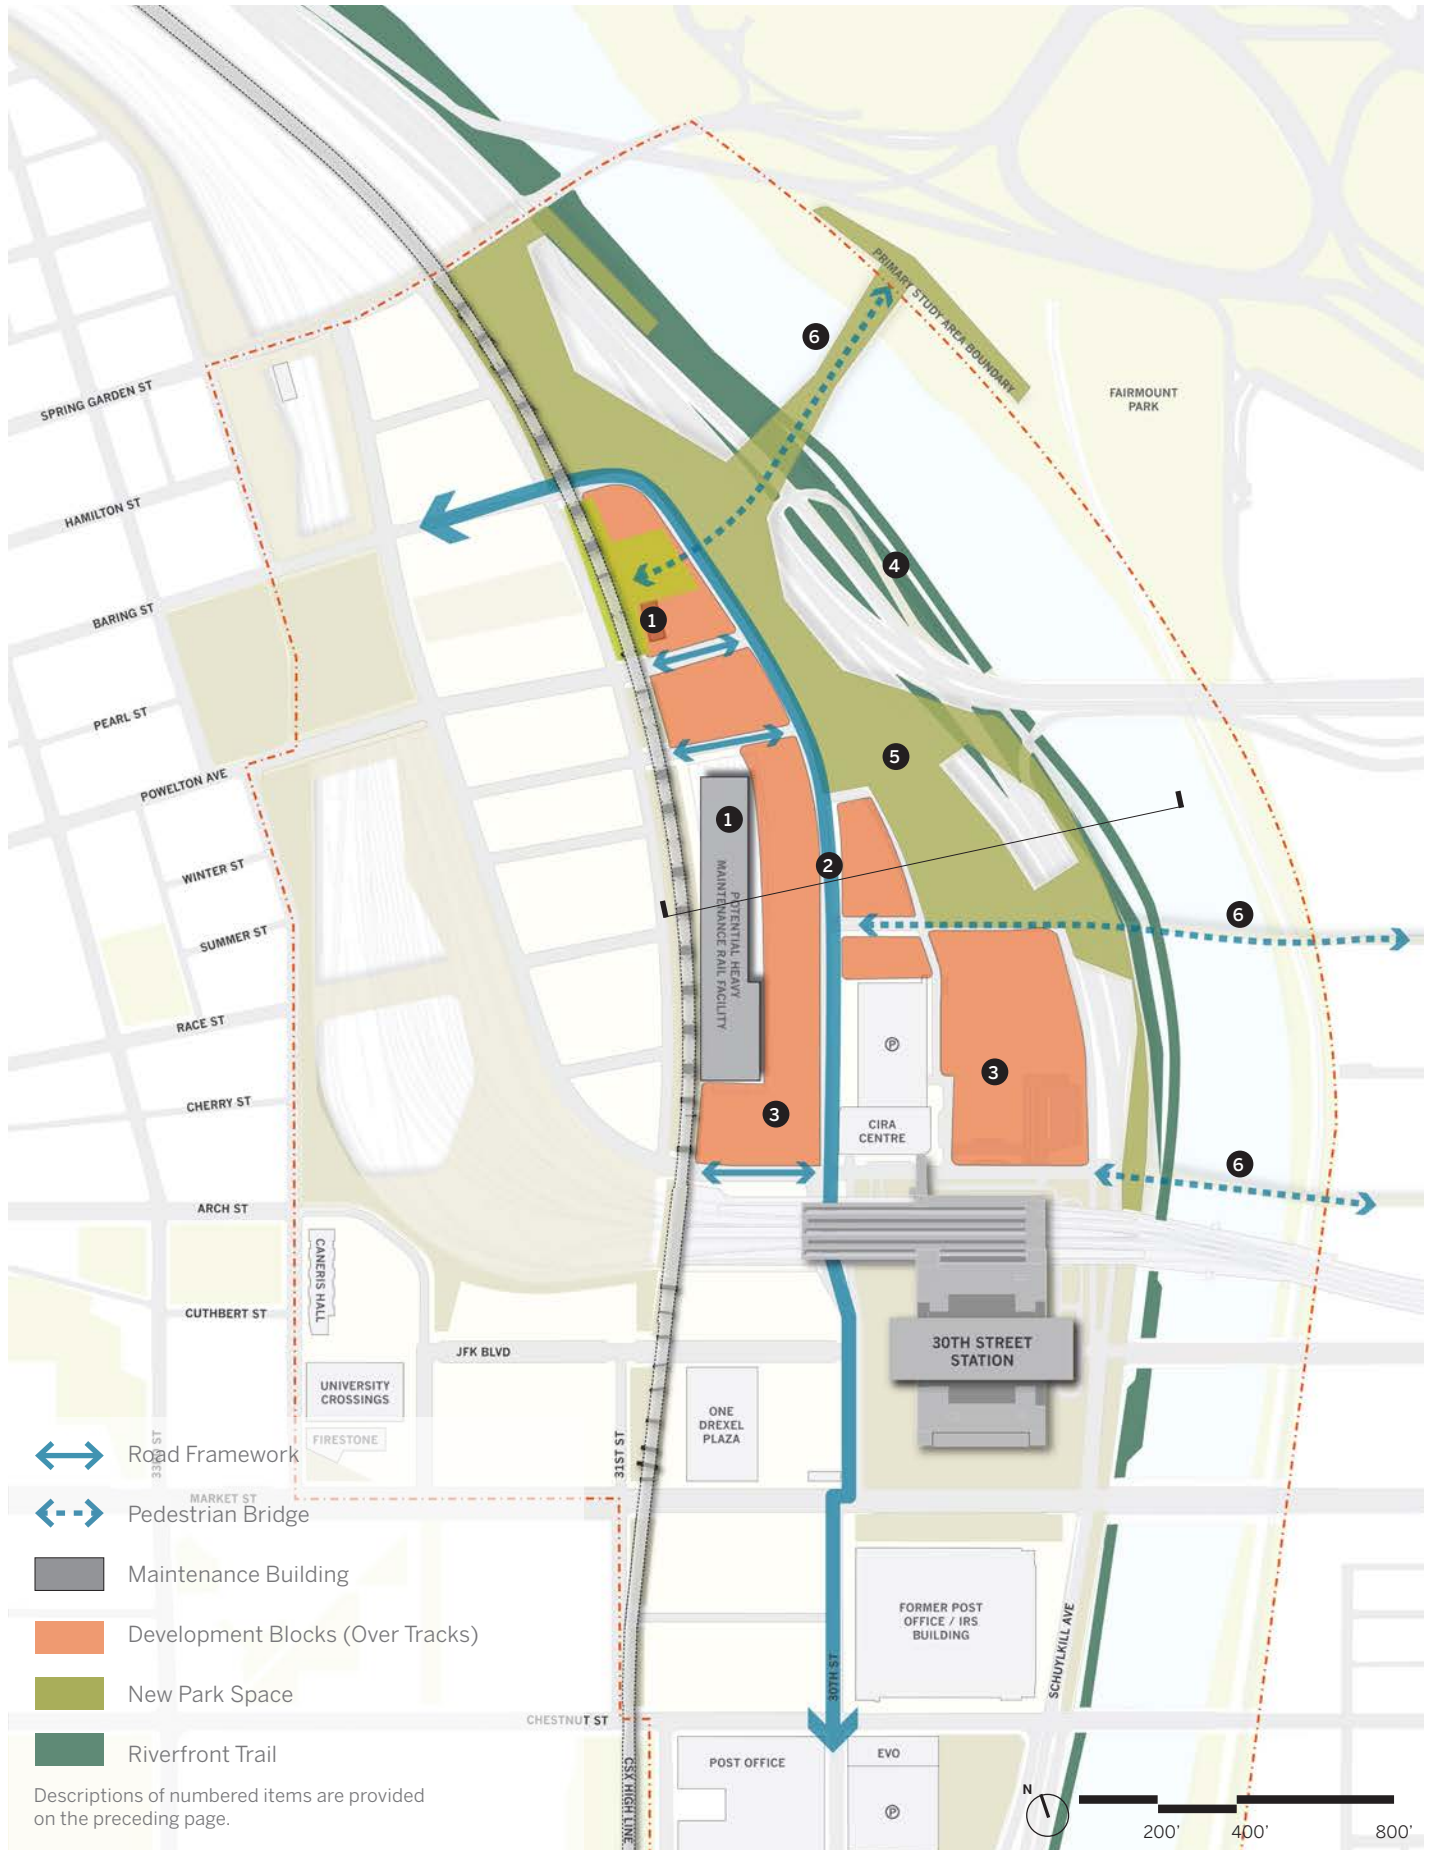 PRIMARY STUDY AREA BOUNDARY
6
FAIRMOUNT
PARK
SPRING GARDEN ST
HAMILTON ST
4
BARING ST
1
PEARL ST
5
POWELTON AVE
1
POTENTIAL HEAVY
MAINTENANCE RAIL FACILITY
2
WINTER ST
6
SUMMER ST
RACE ST
P
3
CHERRY ST
3
CIRA
CENTRE
6
ARCH ST
CANERIS HALL
CUTHBERT ST
JFK BLVD
30TH STREET
STATION
UNIVERSITY
CROSSINGS
ONE
DREXEL
PLAZA
FIRESTONE
33RD ST
31ST ST
MARKET ST
FORMER POST
OFFICE / IRS
BUILDING
SCHUYLKILL AVE
30TH ST
CHESTNUT ST
CSX HIGH LINE
POST OFFICE
EVO
P
Road Framework
Pedestrian Bridge
Maintenance Building
Development Blocks (Over Tracks)
New Park Space
Riverfront Trail
Descriptions of numbered items are provided
on the preceding page.
N
200' 400' 800'